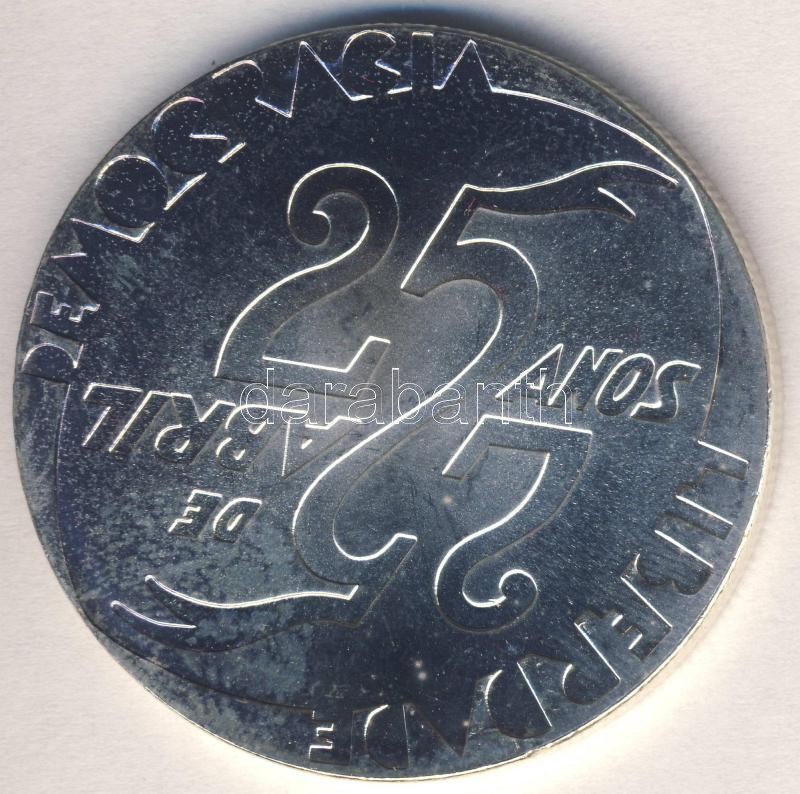 DEMOCRACIA
25
ANOS
25
DE
ABRIL
LIBERDADE
darabanth